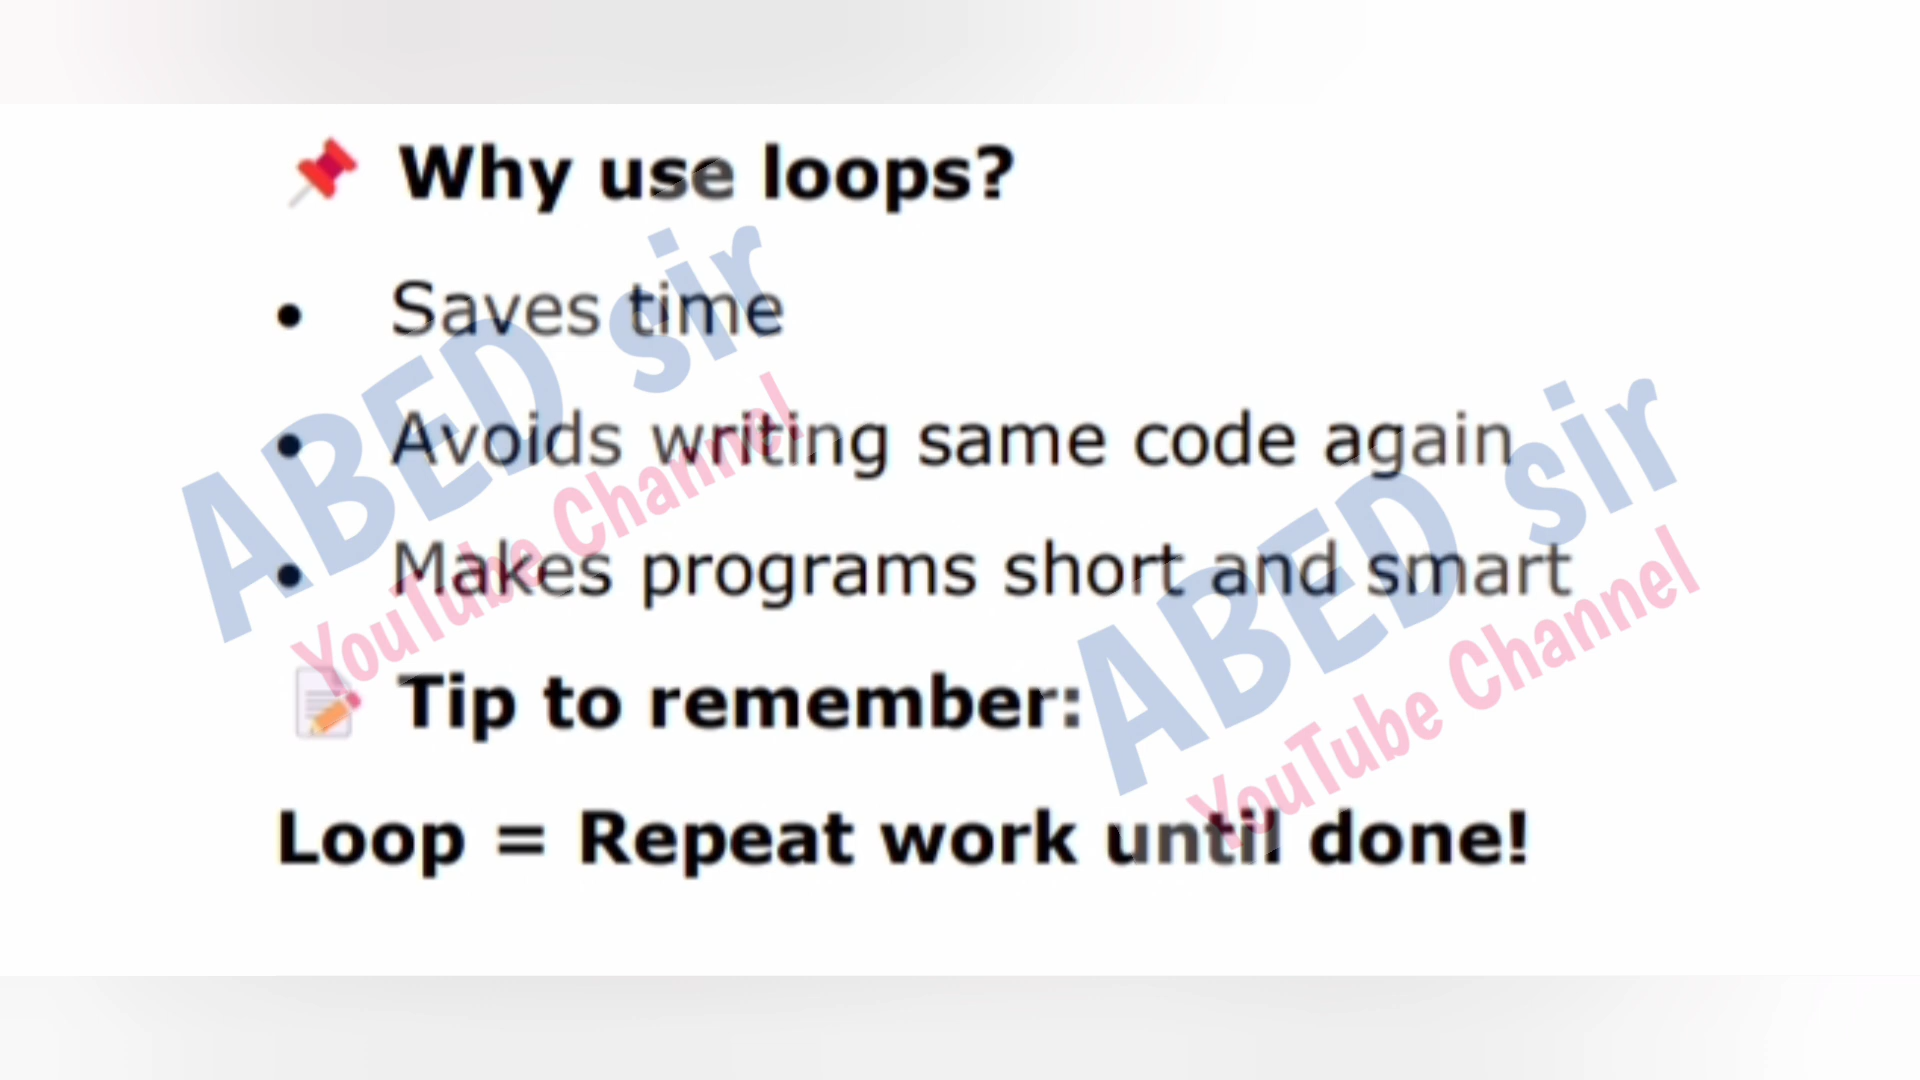 📌 Why use loops?
• Saves time
• Avoids writing same code again
• Makes programs short and smart
📝 Tip to remember:
Loop = Repeat work until done!
ABED sir
YouTube Channel
ABED sir
YouTube Channel